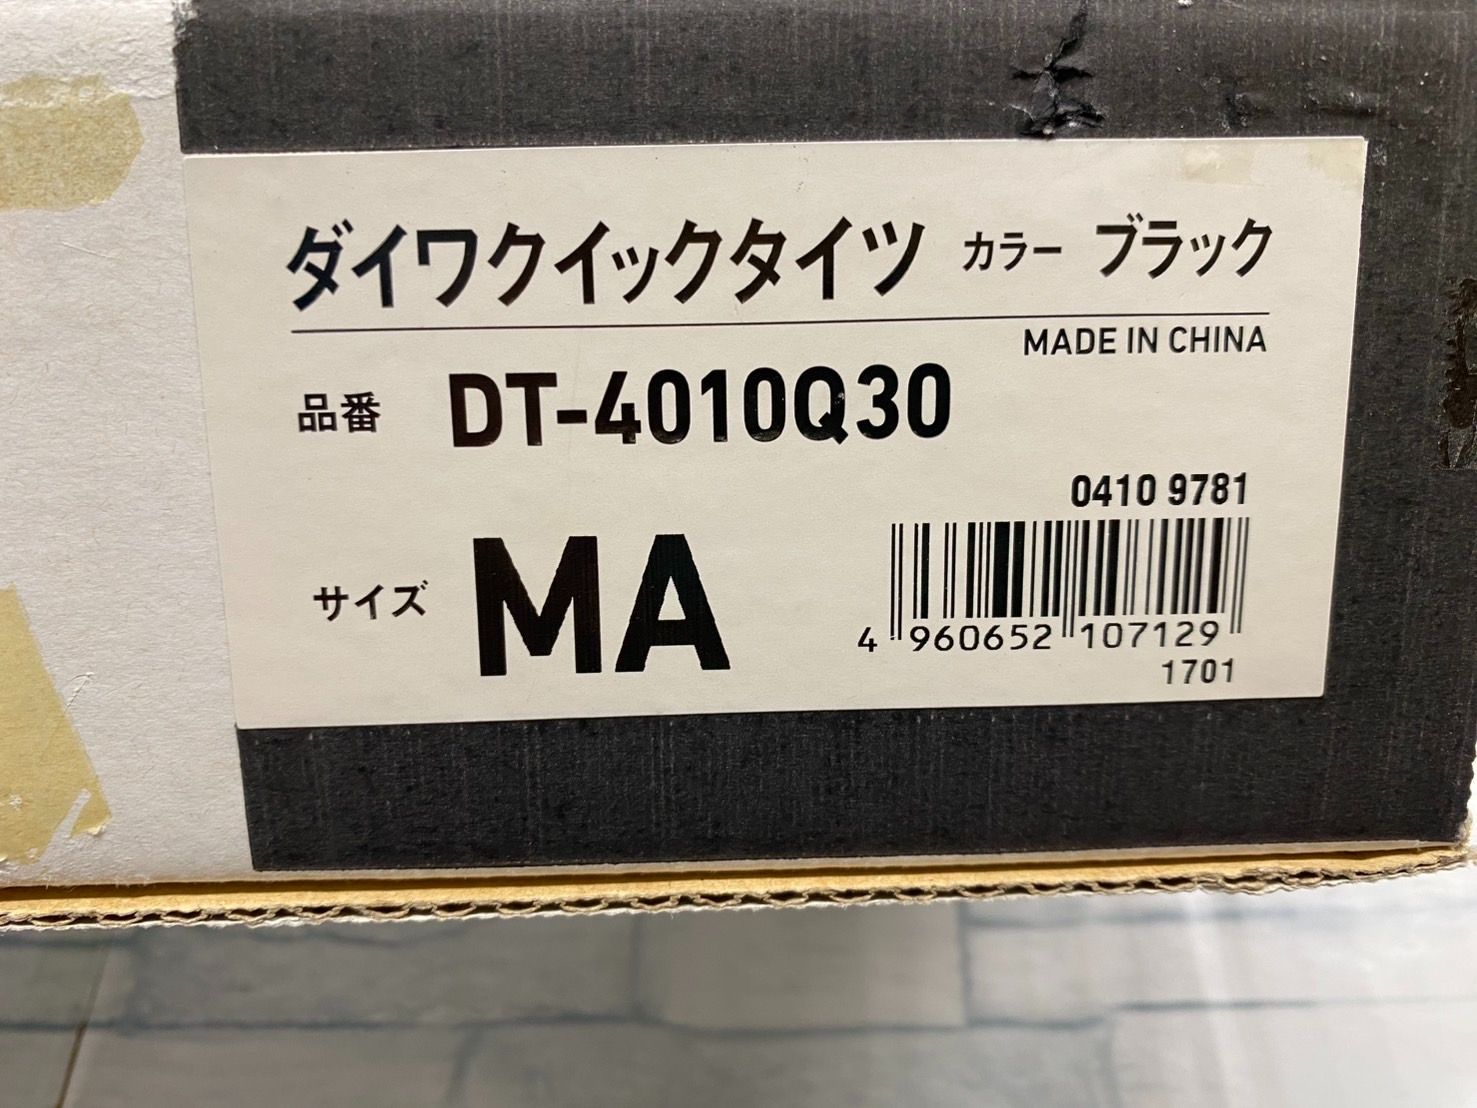 ダイワクイックタイツ カラー ブラック
MADE IN CHINA
品番 DT-4010Q30
0410 9781
サイズ MA
4 960652 107129
1701